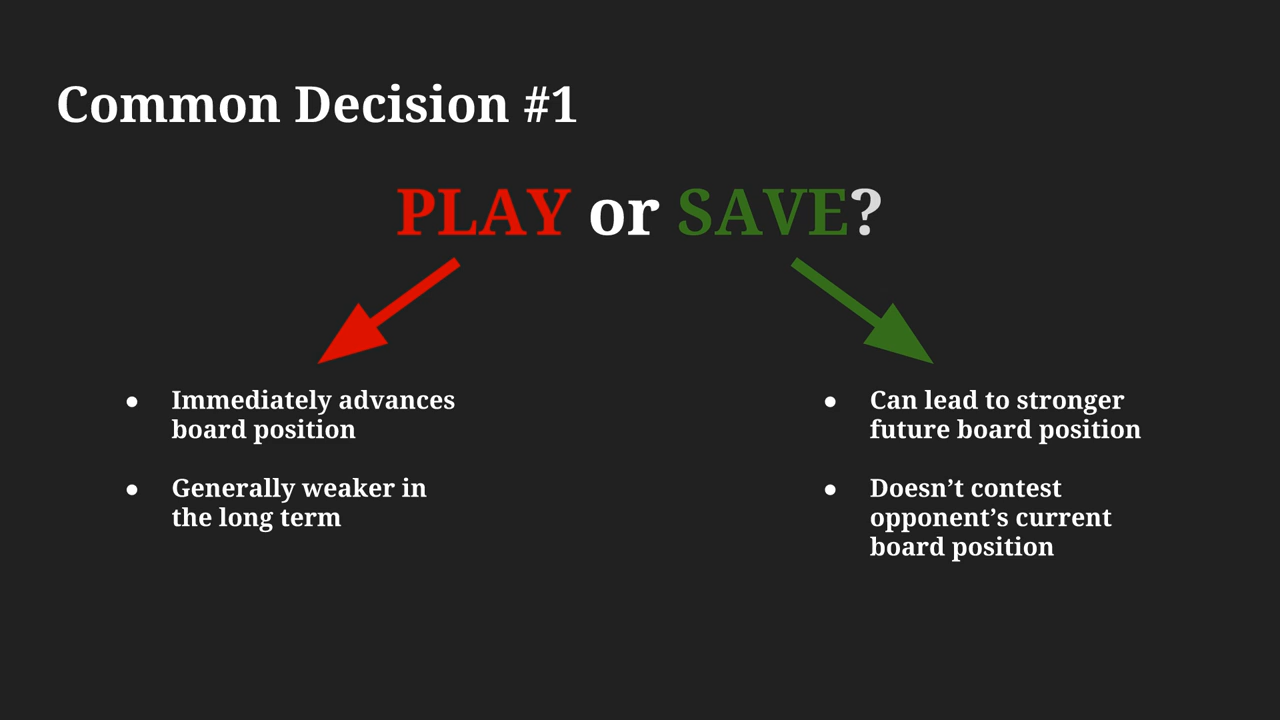 Common Decision #1
PLAY or SAVE?
● Immediately advances
board position
● Generally weaker in
the long term
● Can lead to stronger
future board position
● Doesn’t contest
opponent’s current
board position